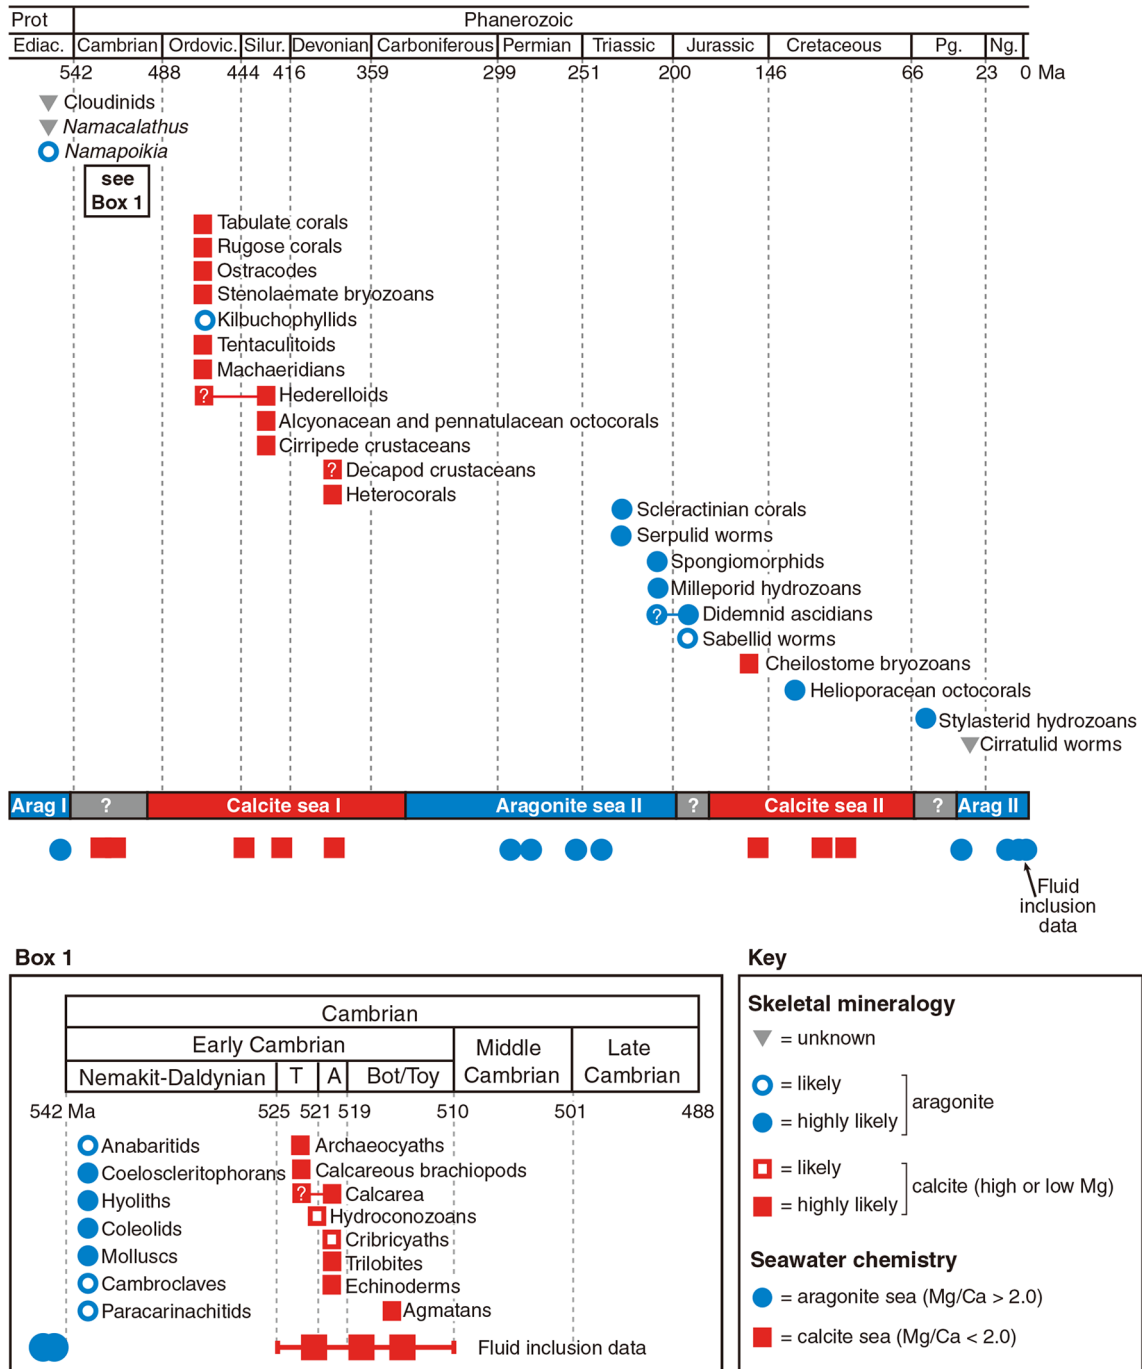 Prot Phanerozoic
Ediac. Cambrian Ordovic. Silur. Devonian Carboniferous Permian Triassic Jurassic Cretaceous Pg. Ng.
542 488 444 416 359 299 251 200 146 66 23 0 Ma
Cloudinids
Namacalathus
Namapoikia
see
Box 1
Tabulate corals
Rugose corals
Ostracodes
Stenolaemate bryozoans
Kilbuchophyllids
Tentaculitoids
Machaeridians
? Hederelloids
Alcyonacean and pennatulacean octocorals
Cirripede crustaceans
? Decapod crustaceans
Heterocorals
Scleractinian corals
Serpulid worms
Spongiomorphids
Milleporid hydrozoans
? Didemnid ascidians
Sabellid worms
Cheilostome bryozoans
Helioporacean octocorals
Stylasterid hydrozoans
Cirratulid worms
Arag I ? Calcite sea I Aragonite sea II ? Calcite sea II ? Arag II
Fluid
inclusion
data
Box 1
Cambrian
Early Cambrian Middle Cambrian Late Cambrian
Nemakit-Daldynian T A Bot/Toy
542 Ma 525 521 519 510 501 488
Anabaritids Archaeocyaths
Coeloscleritophorans Calcareous brachiopods
Hyoliths ? Calcarea
Hydroconozoans
Coleolids Cribricyaths
Molluscs Trilobites
Cambroclaves Echinoderms
Paracarinachitids Agmatans
Fluid inclusion data
Key
Skeletal mineralogy
= unknown
= likely
= highly likely
aragonite
= likely
= highly likely
calcite (high or low Mg)
Seawater chemistry
= aragonite sea (Mg/Ca > 2.0)
= calcite sea (Mg/Ca < 2.0)